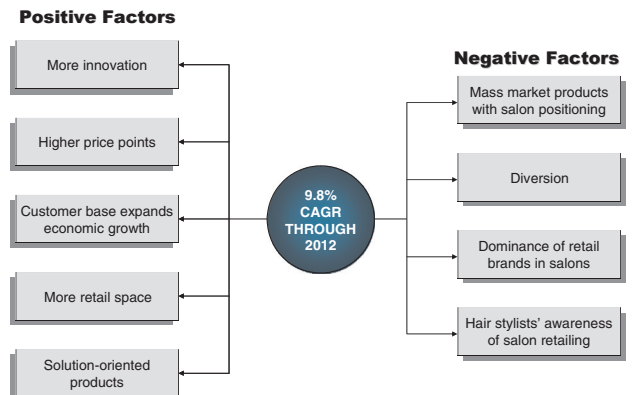 Positive Factors
More innovation
Higher price points
Customer base expands
economic growth
More retail space
Solution-oriented
products
9.8%
CAGR
THROUGH
2012
Negative Factors
Mass market products
with salon positioning
Diversion
Dominance of retail
brands in salons
Hair stylists' awareness
of salon retailing